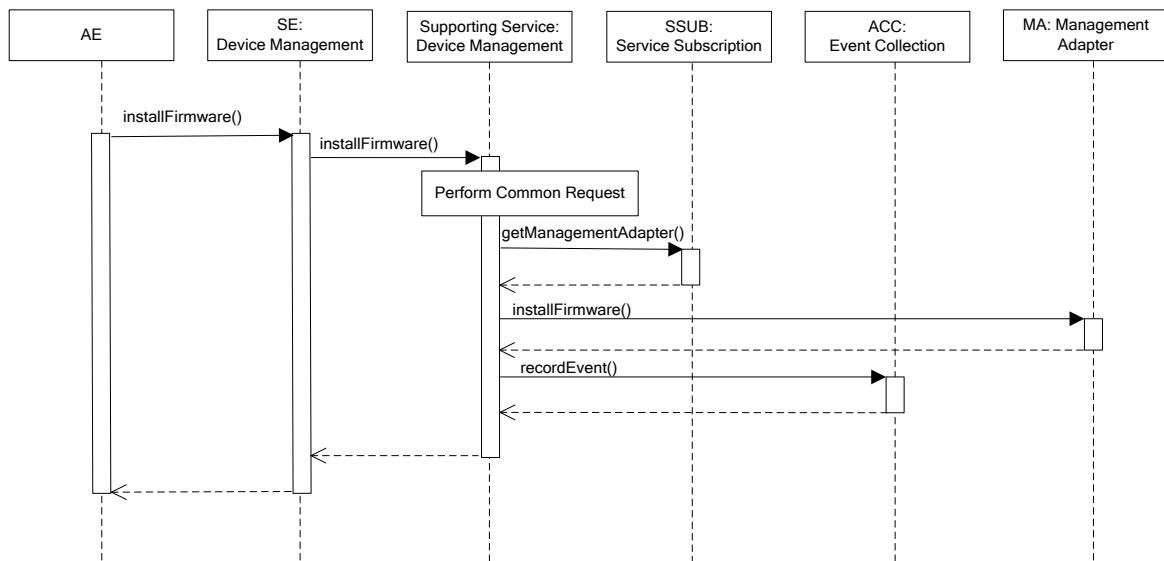 AE
SE:
Device Management
Supporting Service:
Device Management
SSUB:
Service Subscription
ACC:
Event Collection
MA: Management
Adapter
installFirmware()
installFirmware()
Perform Common Request
getManagementAdapter()
installFirmware()
recordEvent()